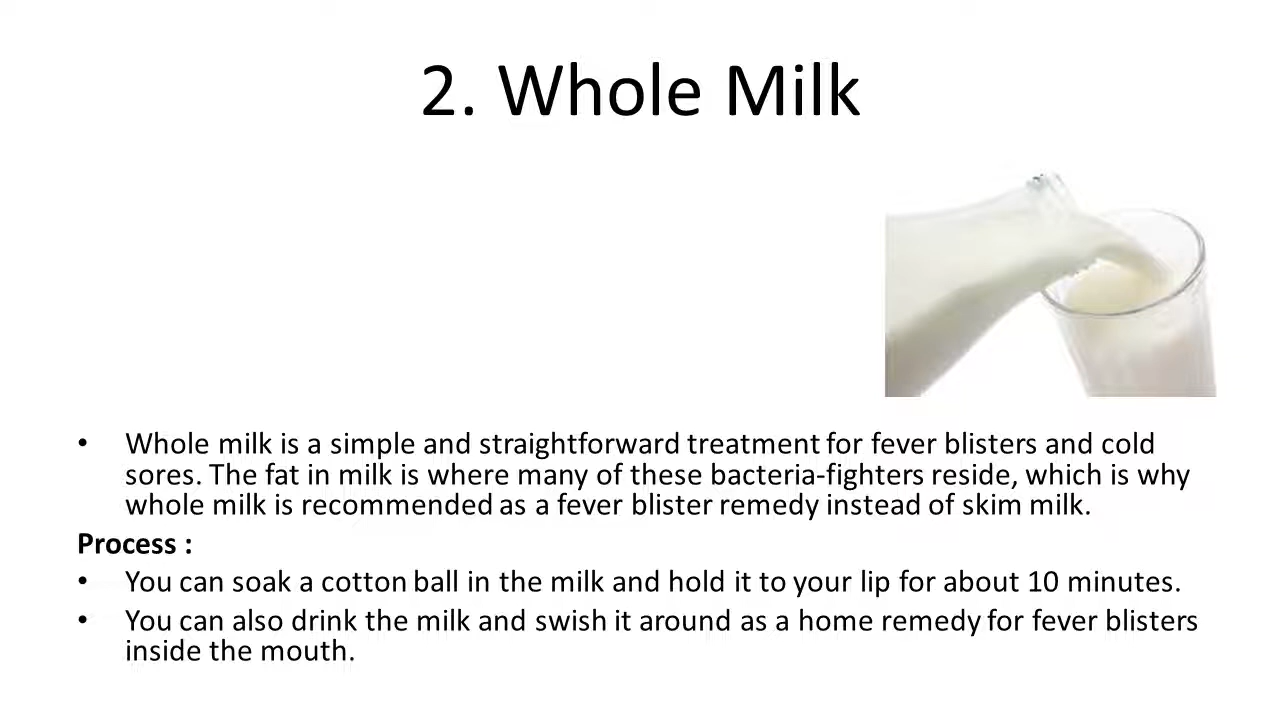 2. Whole Milk
• Whole milk is a simple and straightforward treatment for fever blisters and cold
sores. The fat in milk is where many of these bacteria-fighters reside, which is why
whole milk is recommended as a fever blister remedy instead of skim milk.
Process :
• You can soak a cotton ball in the milk and hold it to your lip for about 10 minutes.
• You can also drink the milk and swish it around as a home remedy for fever blisters
inside the mouth.